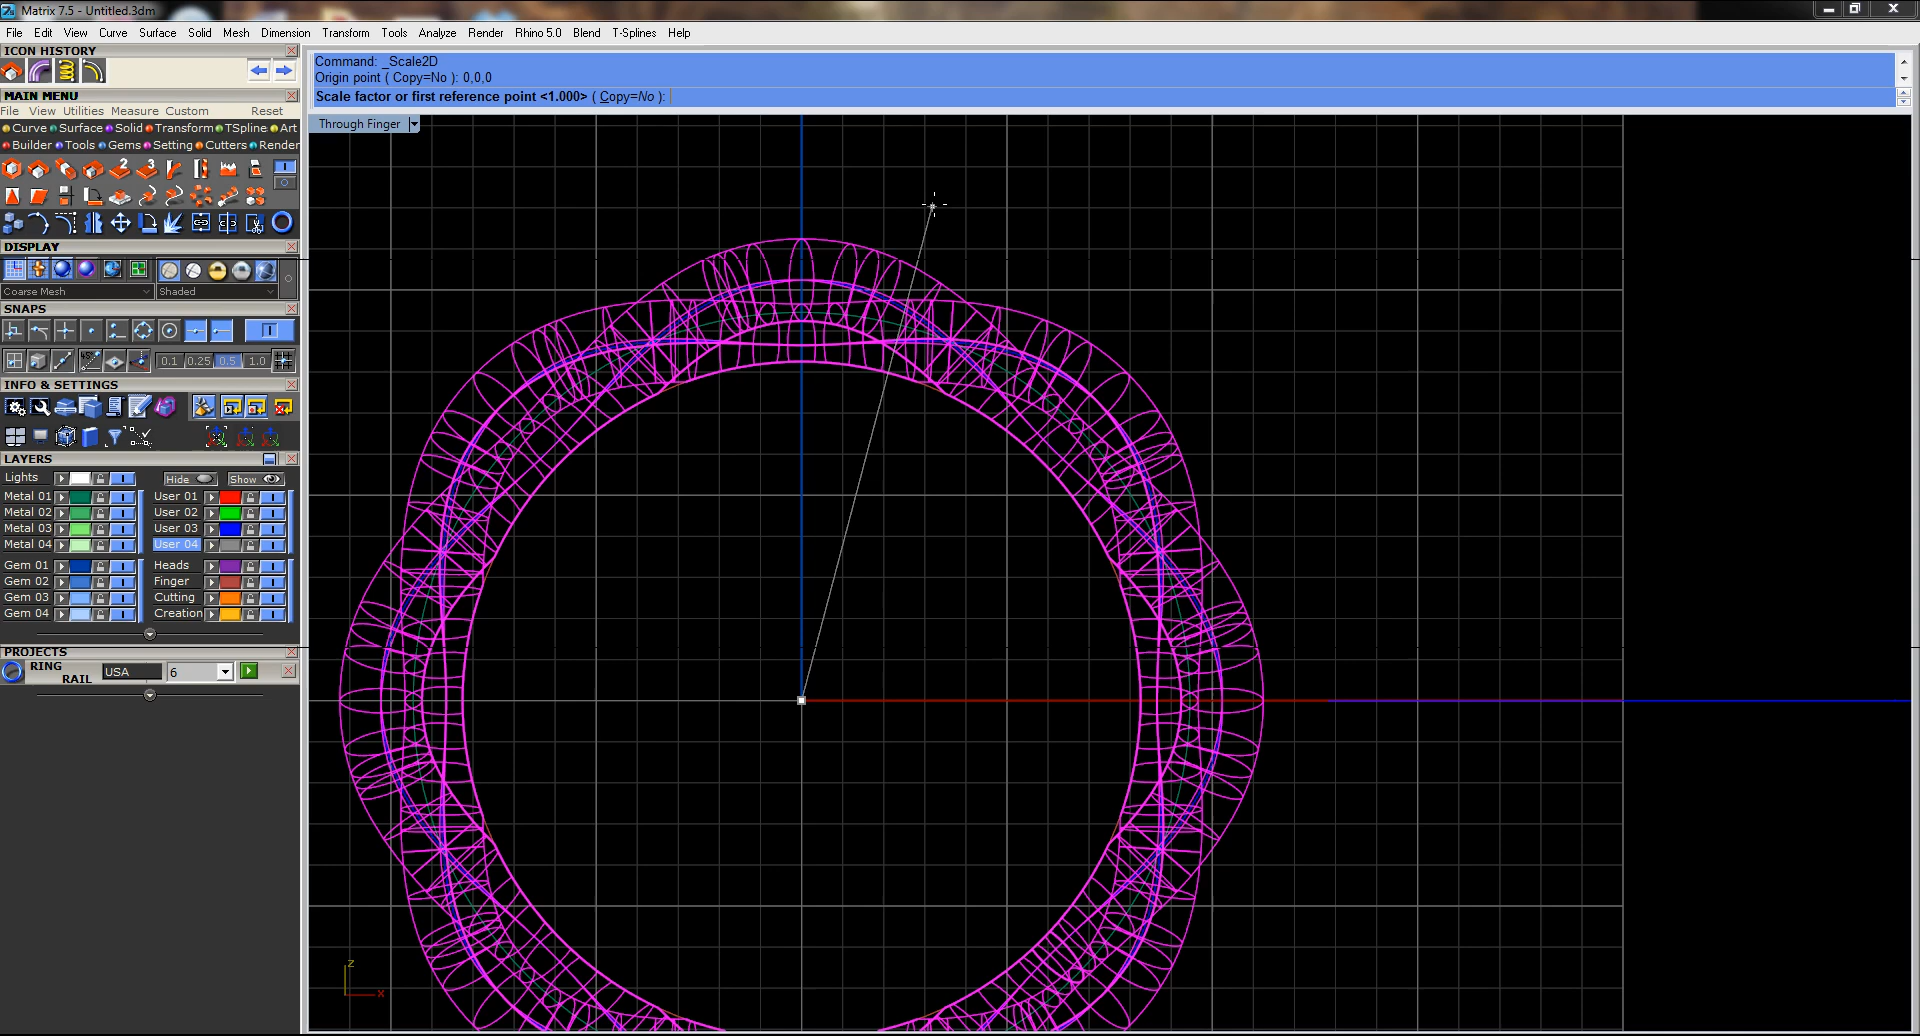 Matrix 7.5 - Untitled.3dm
File Edit View Curve Surface Solid Mesh Dimension Transform Tools Analyze Render Rhino 5.0 Blend T-Splines Help
ICON HISTORY
Command: _Scale2D
Origin point ( Copy=No ): 0,0,0
Scale factor or first reference point <1.000> ( Copy=No ):
MAIN MENU
File View Utilities Measure Custom Reset
Curve Surface Solid Transform TSpline Art
Builder Tools Gems Setting Cutters Render
Through Finger
2 3
DISPLAY
Coarse Mesh Shaded
SNAPS
0.1 0.25 0.5 1.0
INFO & SETTINGS
LAYERS
Lights Hide Show
Metal 01 User 01
Metal 02 User 02
Metal 03 User 03
Metal 04 User 04
Gem 01 Heads
Gem 02 Finger
Gem 03 Cutting
Gem 04 Creation
PROJECTS
RING RAIL USA 6
z
x